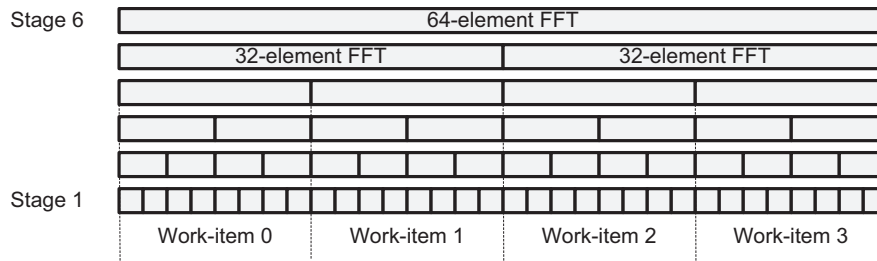 Stage 6
64-element FFT
32-element FFT 32-element FFT
Stage 1
Work-item 0 Work-item 1 Work-item 2 Work-item 3